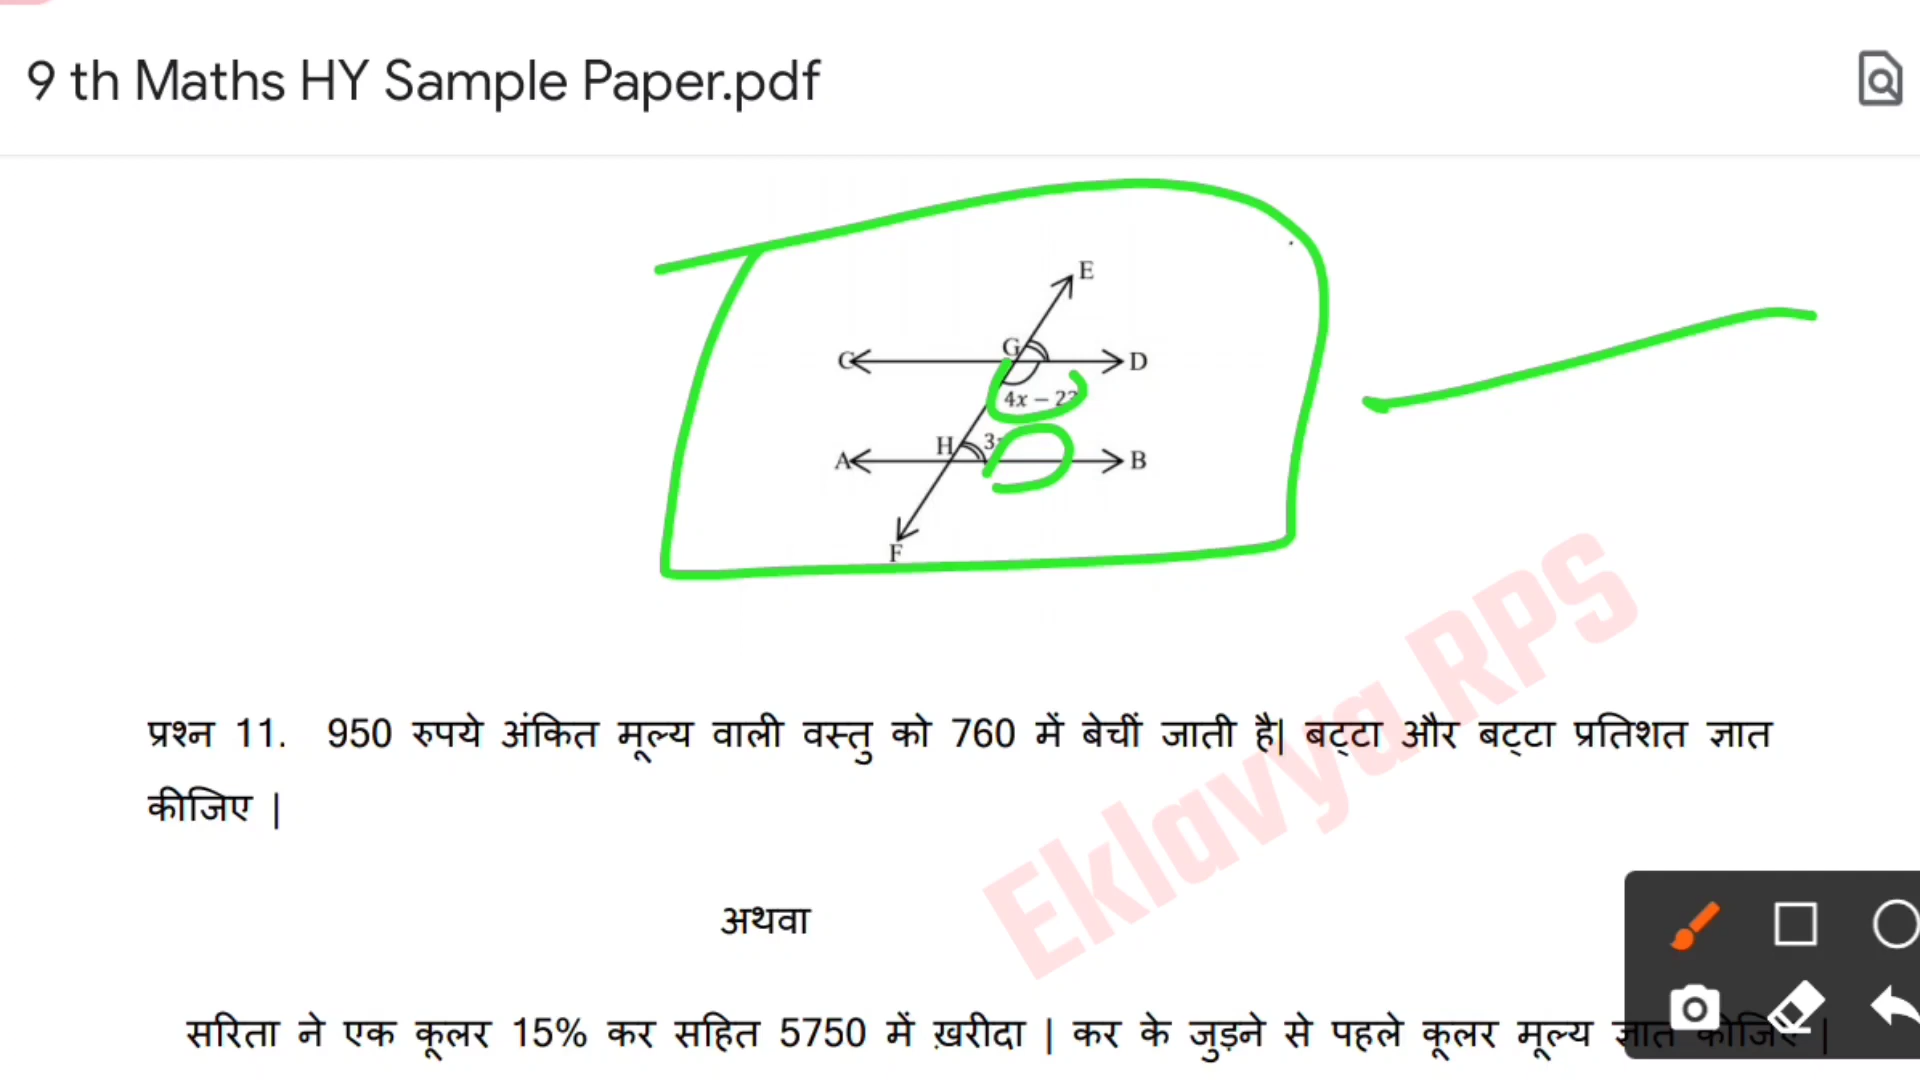 9 th Maths HY Sample Paper.pdf
E
G
C
D
4x – 2
H
3
A
B
F
प्रश्न 11. 950 रुपये अंकित मूल्य वाली वस्तु को 760 में बेचीं जाती है| बट्टा और बट्टा प्रतिशत ज्ञात
कीजिए |
Eklavya RPS
अथवा
सरिता ने एक कूलर 15% कर सहित 5750 में ख़रीदा | कर के जुड़ने से पहले कूलर मूल्य ज्ञात कीजिए |